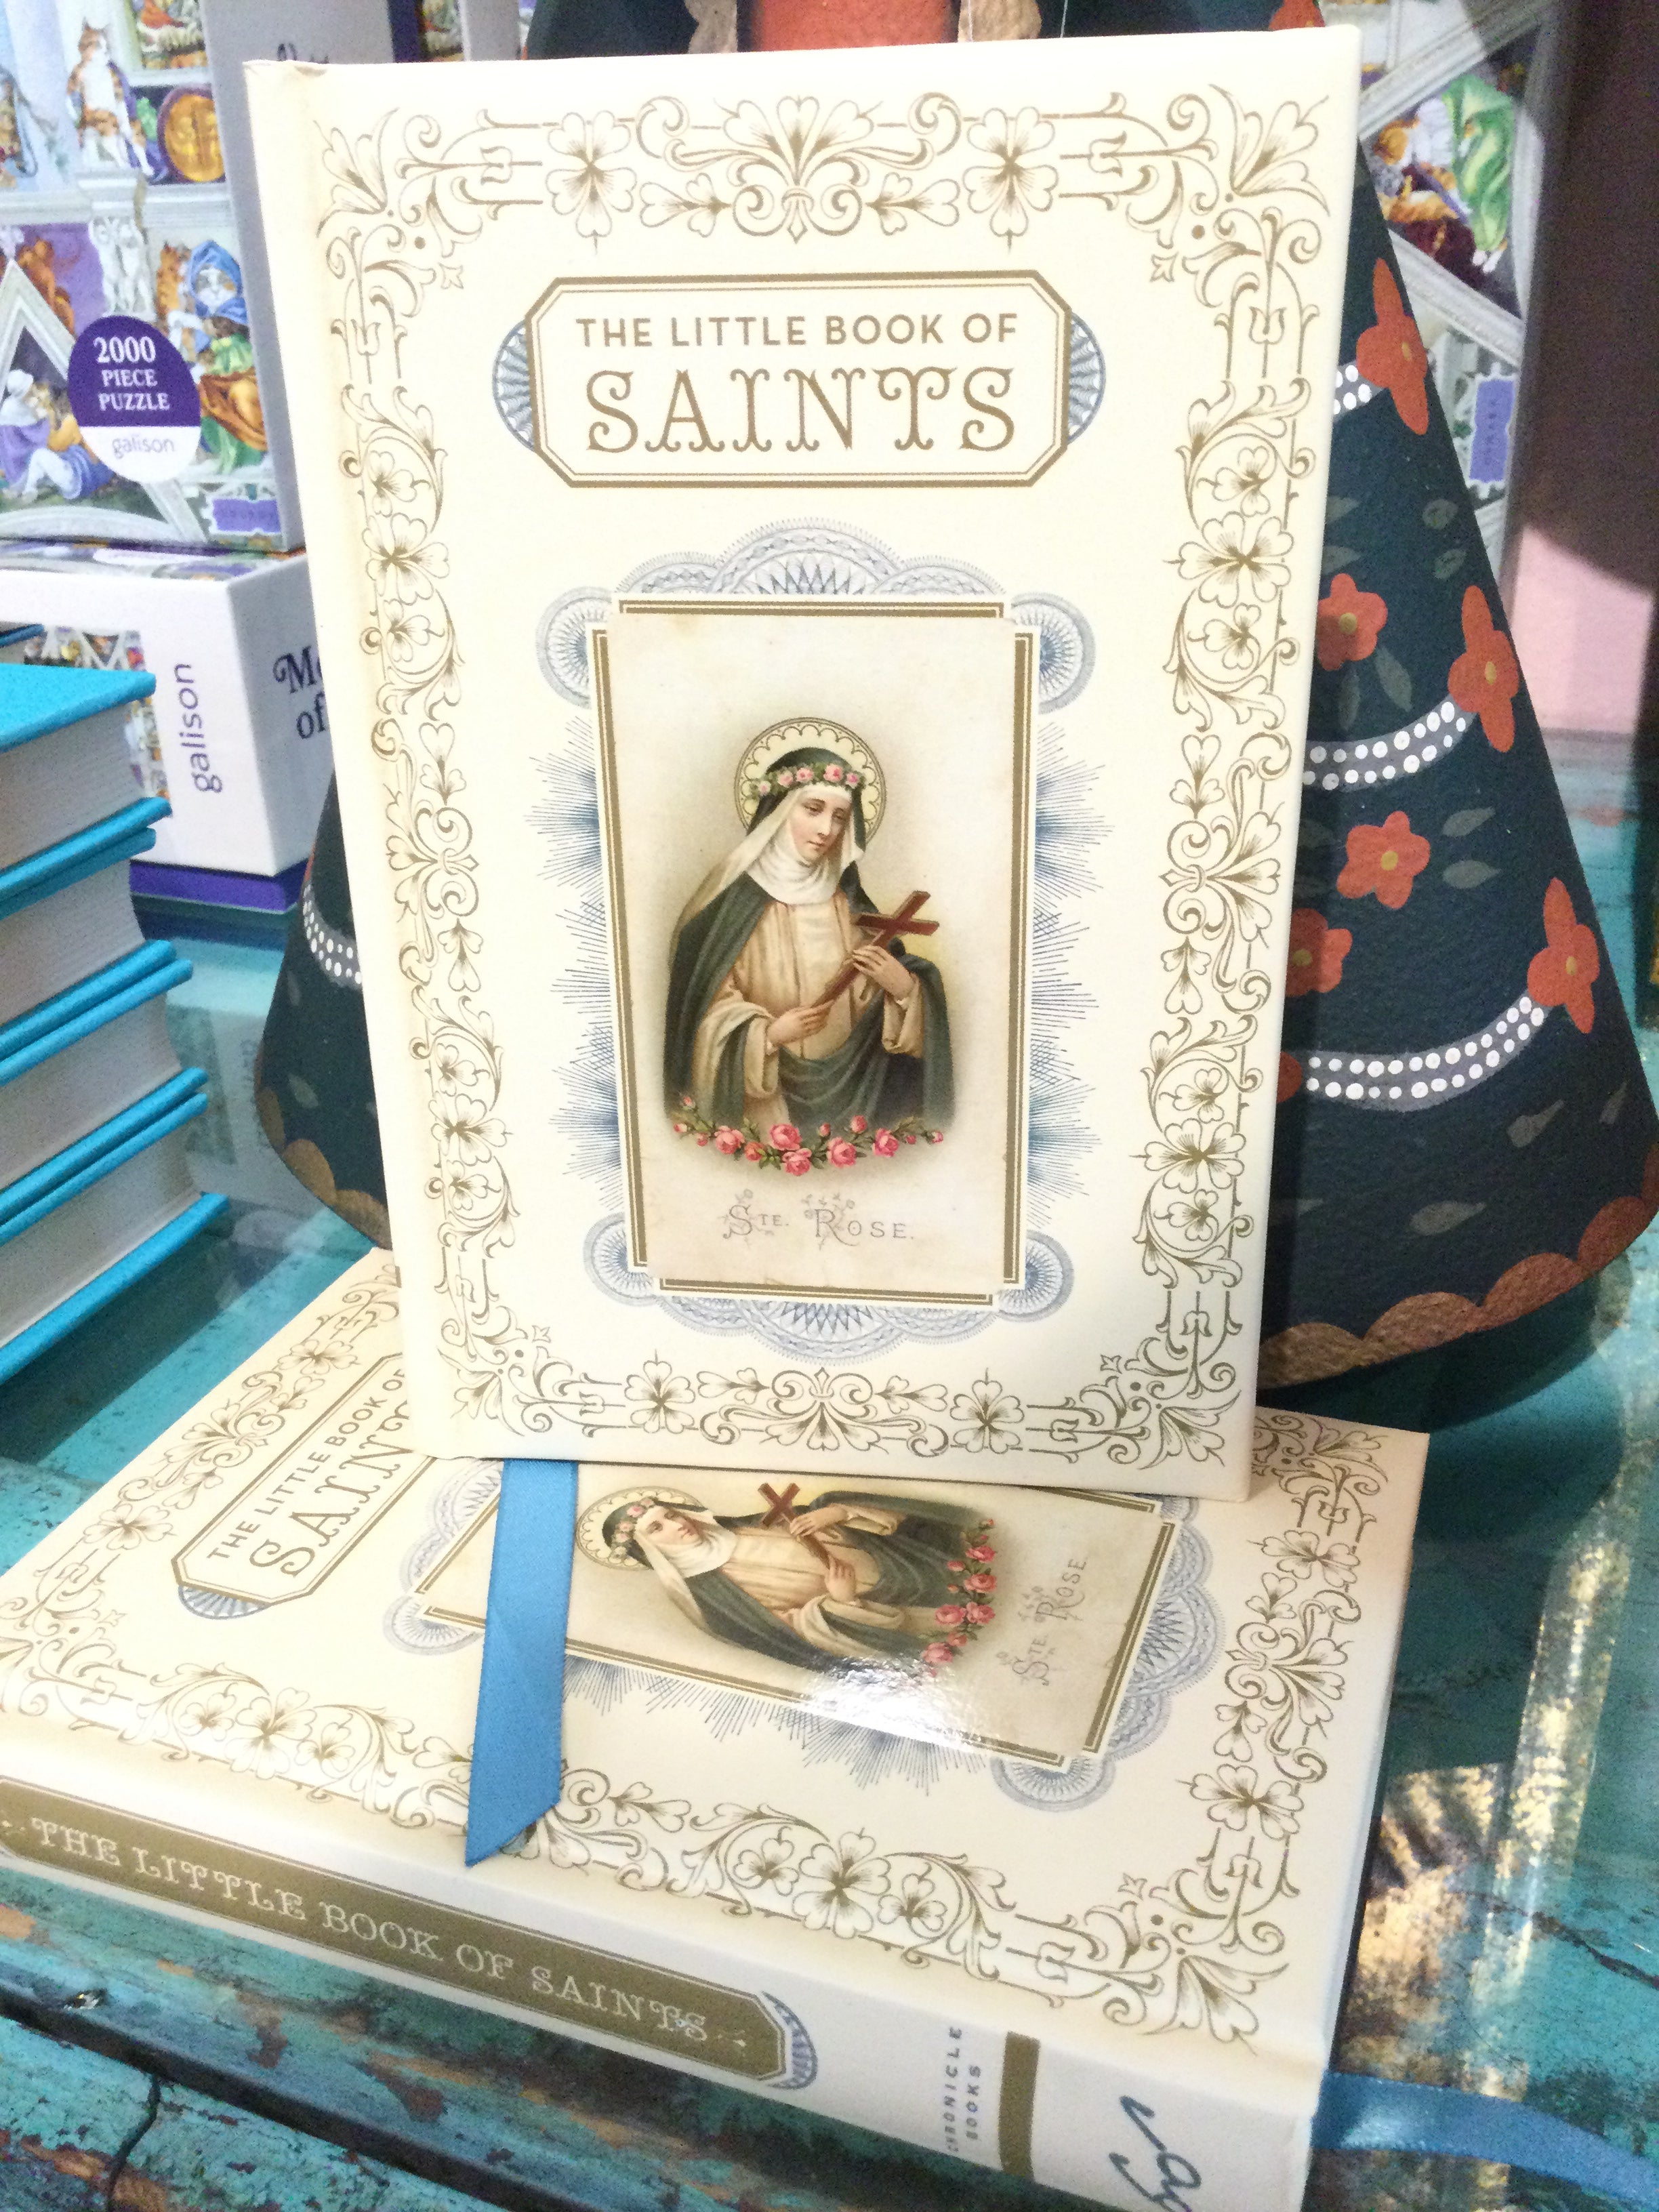 2000
PIECE
PUZZLE
galison
galison
of
THE LITTLE BOOK OF
SAINTS
STE. ROSE.
THE LITTLE BOOK OF
SAINTS
STE. ROSE.
THE LITTLE BOOK OF SAINTS
CHRONICLE
BOOKS